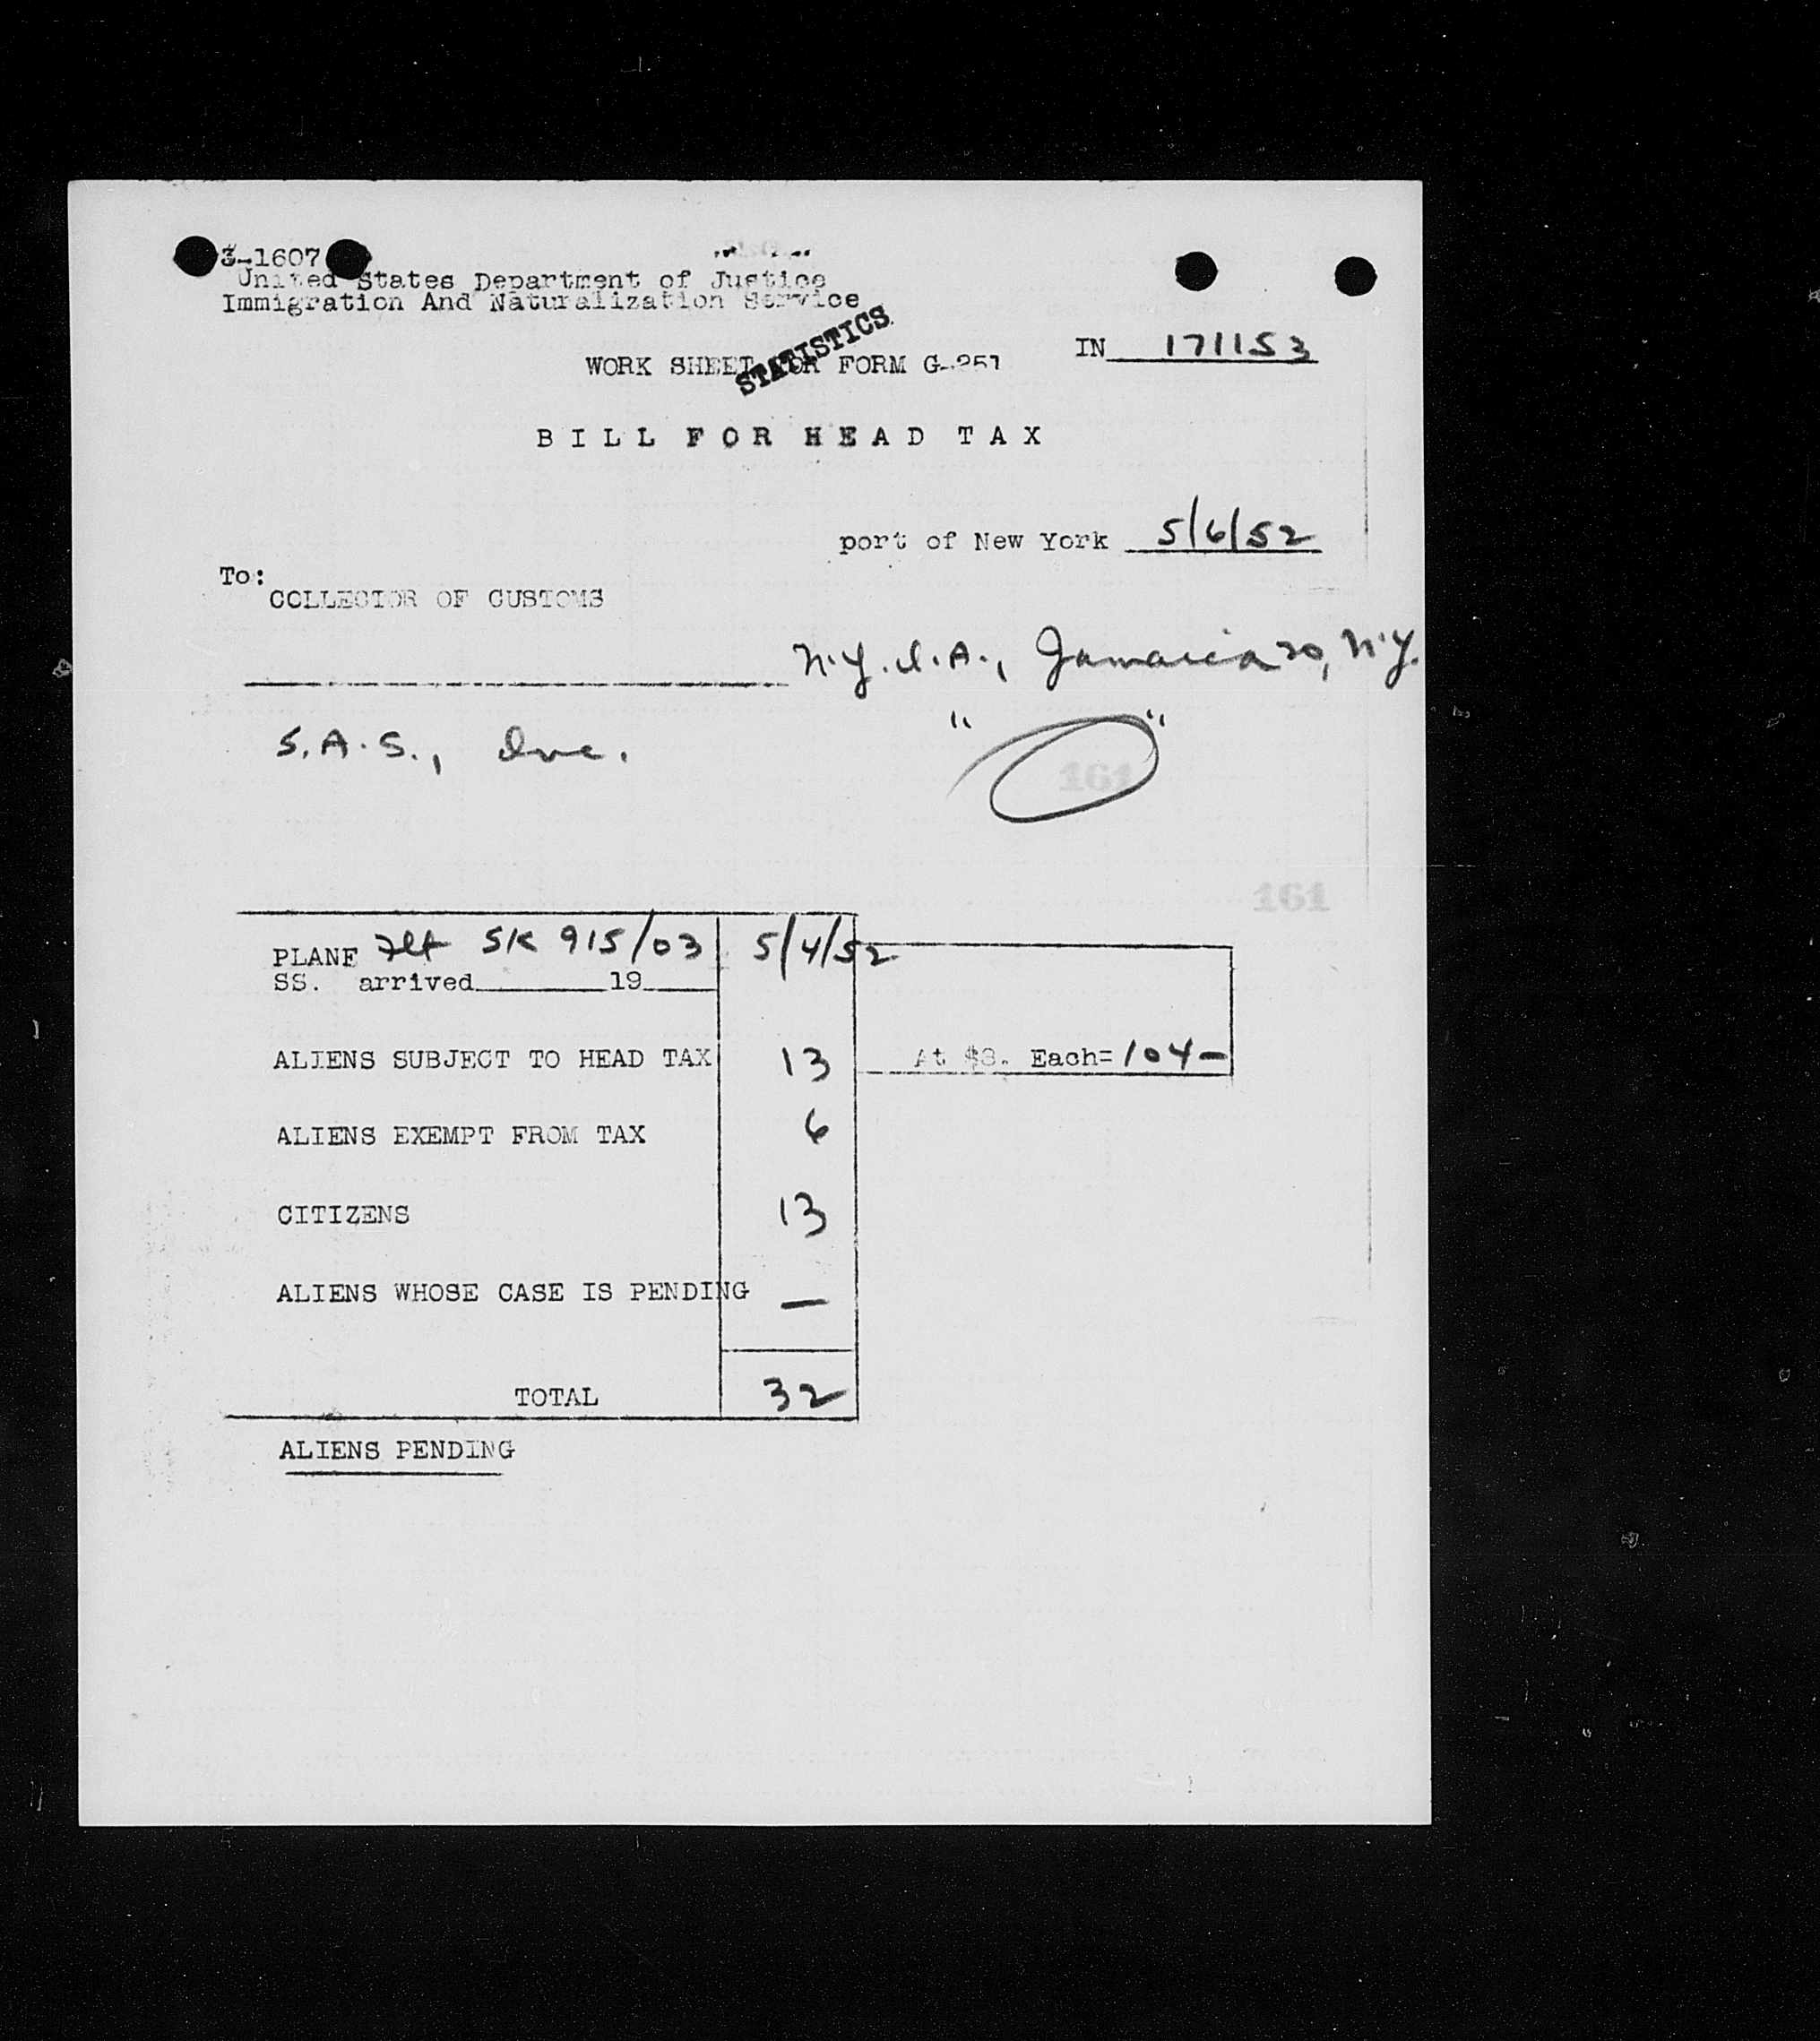 3-1607
United States Department of Justice
Immigration And Naturalization Service
STATISTICS
WORK SHEET FOR FORM G-251
IN 171153
BILL FOR HEAD TAX
port of New York 5/6/52
To:
COLLECTOR OF CUSTOMS
N.Y.I.A., Jamaica 30, N.Y.
S.A.S., Inc. " "
161
161
PLANE Flt SK 915/03 5/4/52
SS. arrived 19
ALIENS SUBJECT TO HEAD TAX 13 At $8. Each= 104-
ALIENS EXEMPT FROM TAX 6
CITIZENS 13
ALIENS WHOSE CASE IS PENDING —
TOTAL 32
ALIENS PENDING